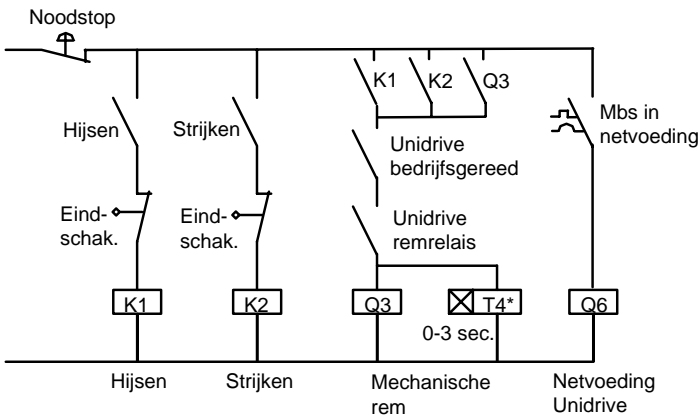 Noodstop
K1
K2
Q3
Hijsen
Strijken
Mbs in
netvoeding
Unidrive
bedrijfsgereed
Eind-
schak.
Eind-
schak.
Unidrive
remrelais
K1
K2
Q3
T4*
Q6
0-3 sec.
Hijsen
Strijken
Mechanische
rem
Netvoeding
Unidrive